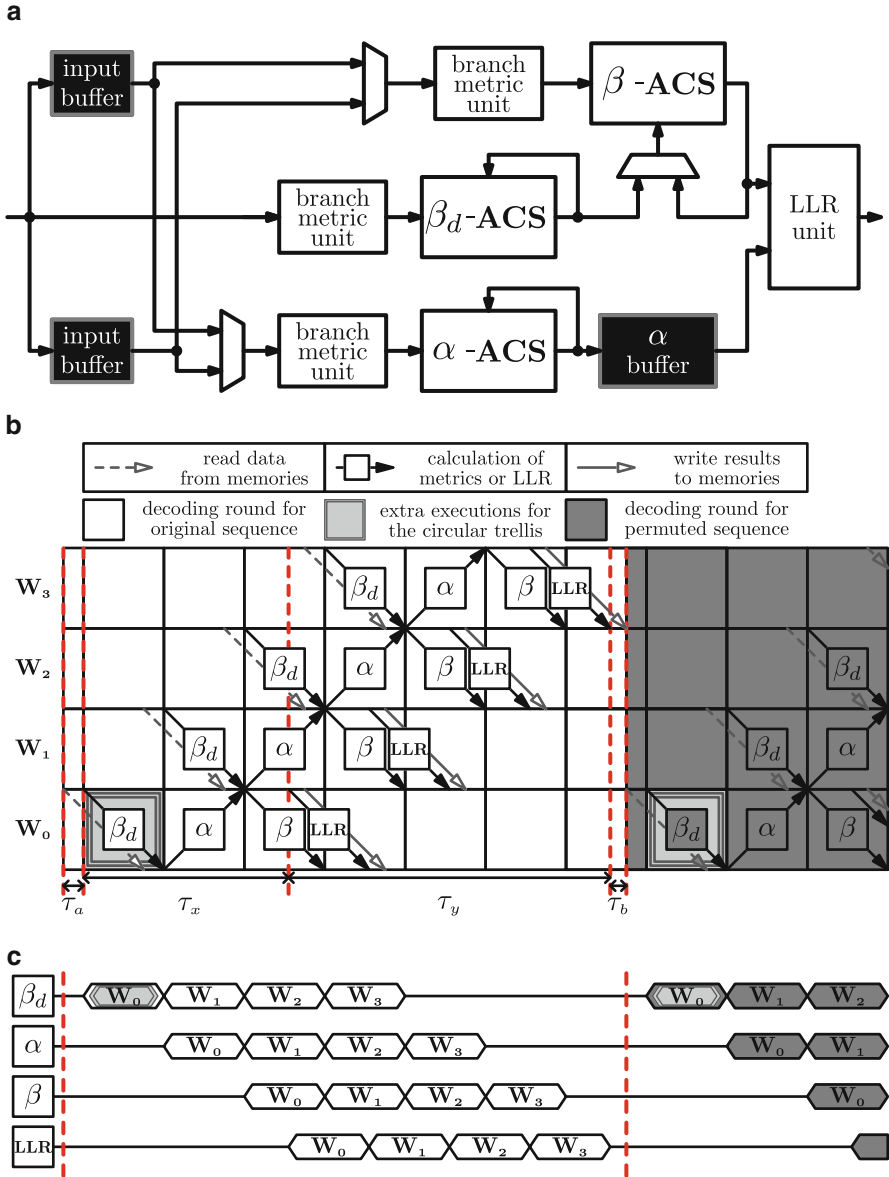 a
input
buffer
branch
metric
unit
β -ACS
branch
metric
unit
β_d-ACS
LLR
unit
input
buffer
branch
metric
unit
α -ACS
α
buffer
b
read data
from memories
calculation of
metrics or LLR
write results
to memories
decoding round for
original sequence
extra executions for
the circular trellis
decoding round for
permuted sequence
W₃
β_d
α
β
LLR
W₂
β_d
α
β
LLR
β_d
W₁
β_d
α
β
LLR
β_d
α
W₀
β_d
α
β
LLR
β_d
α
β
τ_a
τ_x
τ_y
τ_b
c
β_d
W₀
W₁
W₂
W₃
W₀
W₁
W₂
α
W₀
W₁
W₂
W₃
W₀
W₁
β
W₀
W₁
W₂
W₃
W₀
LLR
W₀
W₁
W₂
W₃